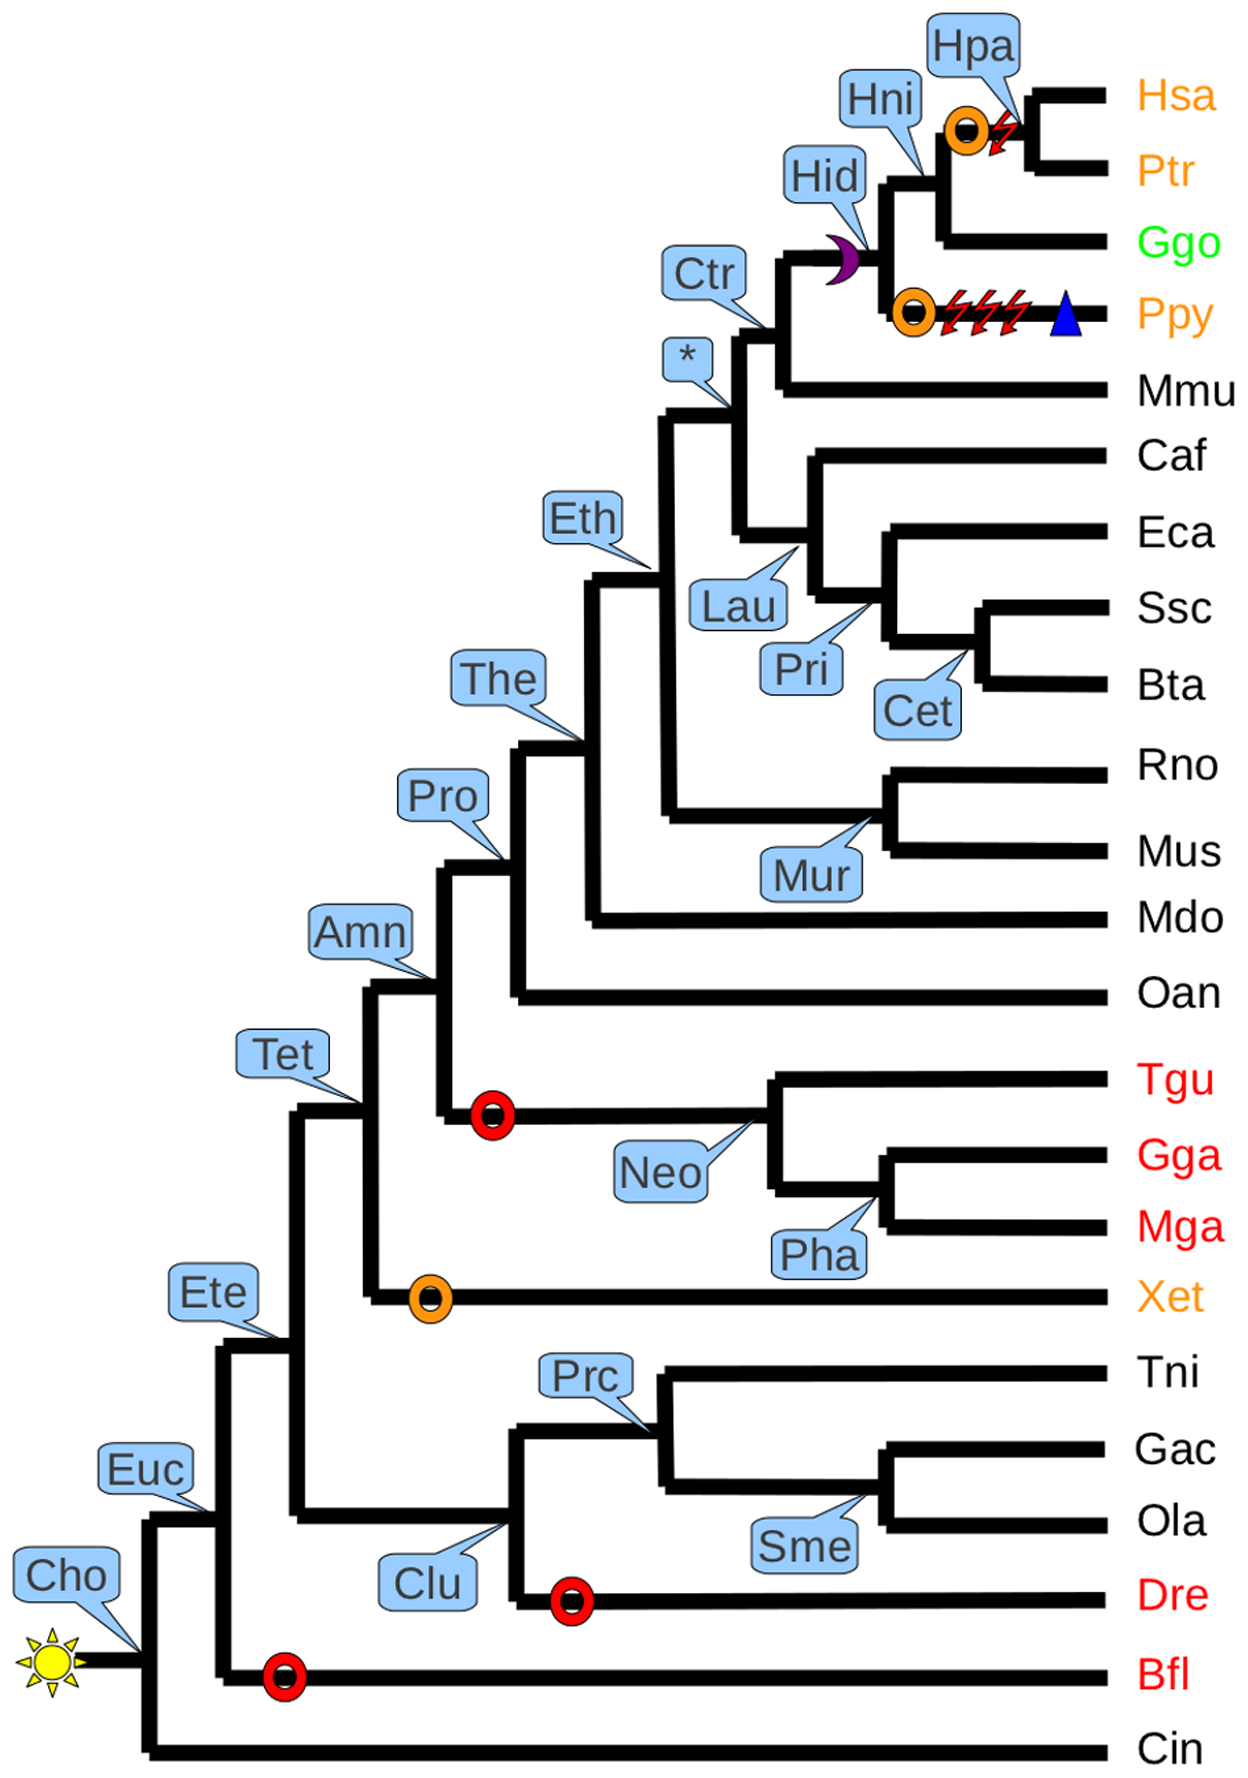 Hpa
Hsa
Hni
Ptr
Hid
Ggo
Ctr
Ppy
*
Mmu
Caf
Eth
Eca
Lau
Ssc
Pri
The
Bta
Cet
Rno
Pro
Mus
Mur
Mdo
Amn
Oan
Tet
Tgu
Gga
Neo
Mga
Pha
Ete
Xet
Prc
Tni
Gac
Euc
Ola
Sme
Cho
Clu
Dre
Bfl
Cin